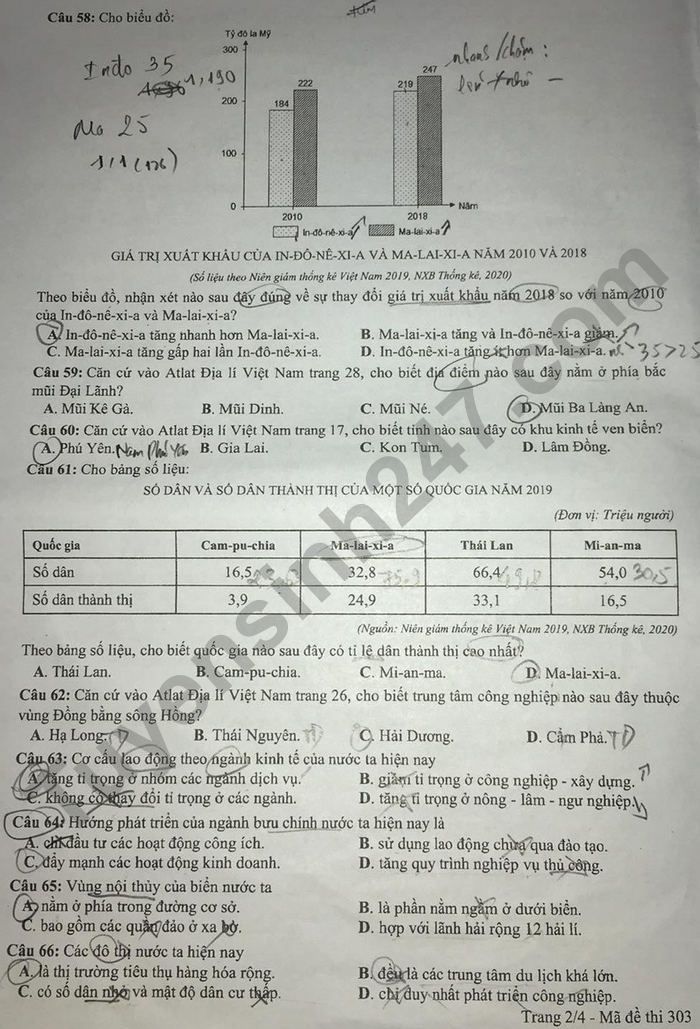 Câu 58: Cho biểu đồ:
Tỷ đô la Mỹ
300
200
100
0
184
222
219
247
2010
2018
Năm
In-đô-nê-xi-a
Ma-lai-xi-a
Inđo 35
1,190
Ma 25
nhanh/chậm :
GIÁ TRỊ XUẤT KHẨU CỦA IN-ĐÔ-NÊ-XI-A VÀ MA-LAI-XI-A NĂM 2010 VÀ 2018
(Số liệu theo Niên giám thống kê Việt Nam 2019, NXB Thống kê, 2020)
Theo biểu đồ, nhận xét nào sau đây đúng về sự thay đổi giá trị xuất khẩu năm 2018 so với năm 2010
của In-đô-nê-xi-a và Ma-lai-xi-a?
A. In-đô-nê-xi-a tăng nhanh hơn Ma-lai-xi-a. B. Ma-lai-xi-a tăng và In-đô-nê-xi-a giảm.
C. Ma-lai-xi-a tăng gấp hai lần In-đô-nê-xi-a. D. In-đô-nê-xi-a tăng ít hơn Ma-lai-xi-a. 35>25
Câu 59: Căn cứ vào Atlat Địa lí Việt Nam trang 28, cho biết địa điểm nào sau đây nằm ở phía bắc
mũi Đại Lãnh?
A. Mũi Kê Gà. B. Mũi Dinh. C. Mũi Né. D. Mũi Ba Làng An.
Câu 60: Căn cứ vào Atlat Địa lí Việt Nam trang 17, cho biết tỉnh nào sau đây có khu kinh tế ven biển?
A. Phú Yên. Nam Phú Yên B. Gia Lai. C. Kon Tum. D. Lâm Đồng.
Câu 61: Cho bảng số liệu:
SỐ DÂN VÀ SỐ DÂN THÀNH THỊ CỦA MỘT SỐ QUỐC GIA NĂM 2019
(Đơn vị: Triệu người)
Quốc gia Cam-pu-chia Ma-lai-xi-a Thái Lan Mi-an-ma
Số dân 16,5 32,8 75,9 66,4 49,8 54,0 30,5
Số dân thành thị 3,9 24,9 33,1 16,5
(Nguồn: Niên giám thống kê Việt Nam 2019, NXB Thống kê, 2020)
Theo bảng số liệu, cho biết quốc gia nào sau đây có tỉ lệ dân thành thị cao nhất?
A. Thái Lan. B. Cam-pu-chia. C. Mi-an-ma. D. Ma-lai-xi-a.
Câu 62: Căn cứ vào Atlat Địa lí Việt Nam trang 26, cho biết trung tâm công nghiệp nào sau đây thuộc
vùng Đồng bằng sông Hồng?
A. Hạ Long. TD B. Thái Nguyên. TD C. Hải Dương. D. Cẩm Phả. TD
Câu 63: Cơ cấu lao động theo ngành kinh tế của nước ta hiện nay
A. tăng tỉ trọng ở nhóm các ngành dịch vụ. B. giảm tỉ trọng ở công nghiệp - xây dựng.
C. không có thay đổi tỉ trọng ở các ngành. D. tăng tỉ trọng ở nông - lâm - ngư nghiệp.
Câu 64: Hướng phát triển của ngành bưu chính nước ta hiện nay là
A. chỉ đầu tư các hoạt động công ích. B. sử dụng lao động chưa qua đào tạo.
C. đẩy mạnh các hoạt động kinh doanh. D. tăng quy trình nghiệp vụ thủ công.
Câu 65: Vùng nội thủy của biển nước ta
A. nằm ở phía trong đường cơ sở. B. là phần nằm ngầm ở dưới biển.
C. bao gồm các quần đảo ở xa bờ. D. hợp với lãnh hải rộng 12 hải lí.
Câu 66: Các đô thị nước ta hiện nay
A. là thị trường tiêu thụ hàng hóa rộng. B. đều là các trung tâm du lịch khá lớn.
C. có số dân nhỏ và mật độ dân cư thấp. D. chỉ duy nhất phát triển công nghiệp.
Trang 2/4 - Mã đề thi 303
Tuyensinh247.com